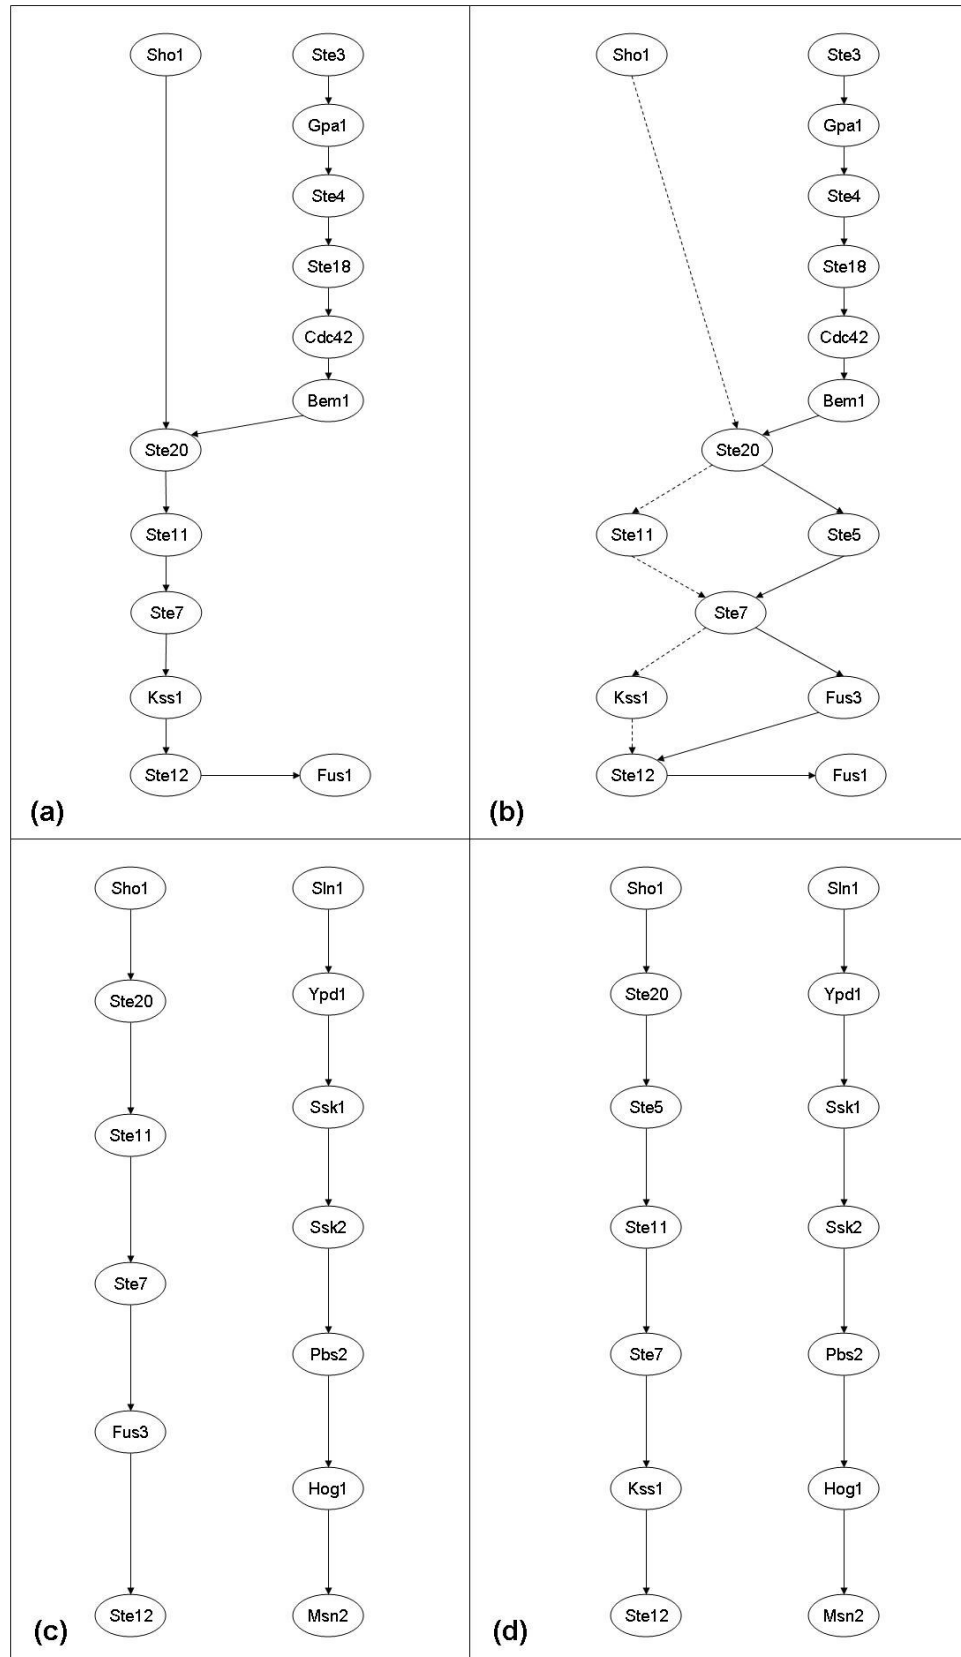 Sho1 Ste3
Gpa1
Ste4
Ste18
Cdc42
Bem1
Ste20
Ste11
Ste7
Kss1
Ste12 Fus1
(a)
Sho1 Ste3
Gpa1
Ste4
Ste18
Cdc42
Bem1
Ste20
Ste11 Ste5
Ste7
Kss1 Fus3
Ste12 Fus1
(b)
Sho1 Sln1
Ste20 Ypd1
Ssk1
Ste11
Ssk2
Ste7
Pbs2
Fus3
Hog1
Ste12 Msn2
(c)
Sho1 Sln1
Ste20 Ypd1
Ste5 Ssk1
Ste11 Ssk2
Ste7 Pbs2
Kss1 Hog1
Ste12 Msn2
(d)